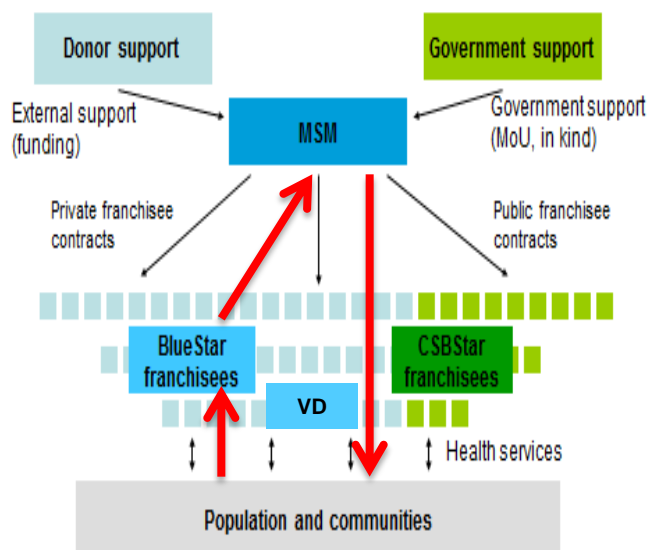 Donor support
Government support
External support
(funding)
MSM
Government support
(MoU, in kind)
Private franchisee
contracts
Public franchisee
contracts
BlueStar
franchisees
CSBStar
franchisees
VD
Health services
Population and communities